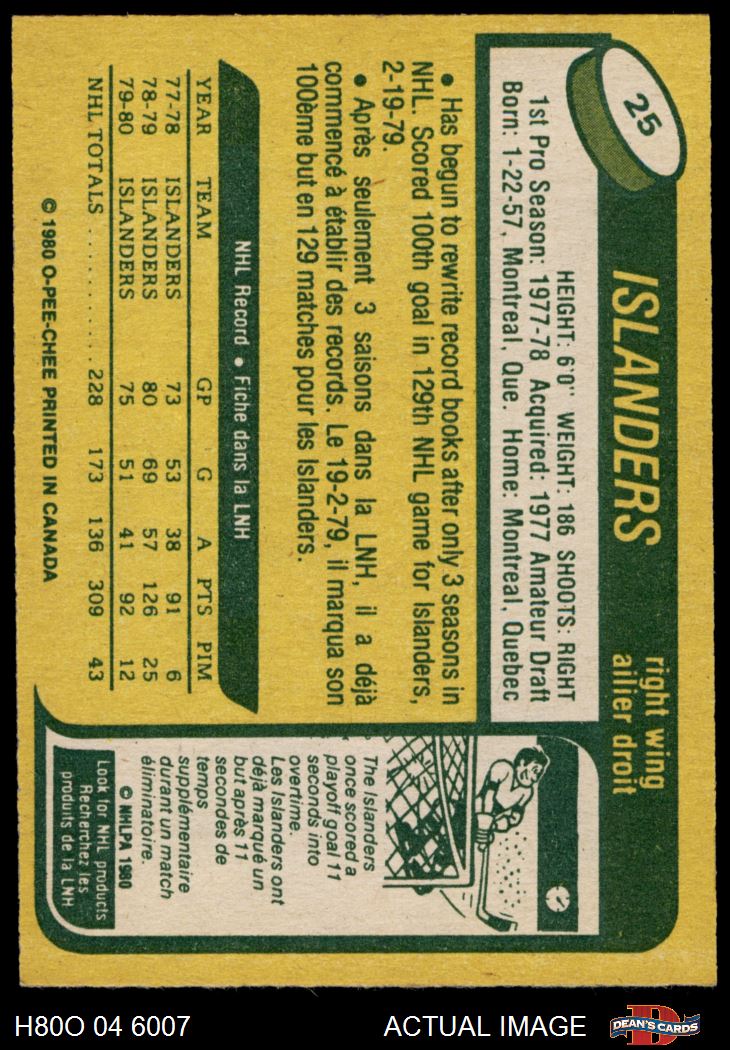 25
ISLANDERS
right wing
ailier droit
HEIGHT: 6'0" WEIGHT: 186 SHOOTS: RIGHT
1st Pro Season: 1977-78 Acquired: 1977 Amateur Draft
Born: 1-22-57, Montreal, Que. Home: Montreal, Quebec
• Has begun to rewrite record books after only 3 seasons in
NHL. Scored 100th goal in 129th NHL game for Islanders,
2-19-79.
• Après seulement 3 saisons dans la LNH, il a déjà
commencé à établir des records. Le 19-2-79, il marqua son
100ème but en 129 matches pour les Islanders.
NHL Record • Fiche dans la LNH
YEAR TEAM GP G A PTS PIM
77-78 ISLANDERS 73 53 38 91 6
78-79 ISLANDERS 80 69 57 126 25
79-80 ISLANDERS 75 51 41 92 12
NHL TOTALS .......... 228 173 136 309 43
© 1980 O-PEE-CHEE PRINTED IN CANADA
The Islanders
once scored a
playoff goal 11
seconds into
overtime.
Les Islanders ont
déjà marqué un
but après 11
secondes de
temps
supplémentaire
durant un match
éliminatoire.
© NHLPA 1980
Look for NHL products
Recherchez les
produits de la LNH
H80O 04 6007
ACTUAL IMAGE
DEAN'S CARDS